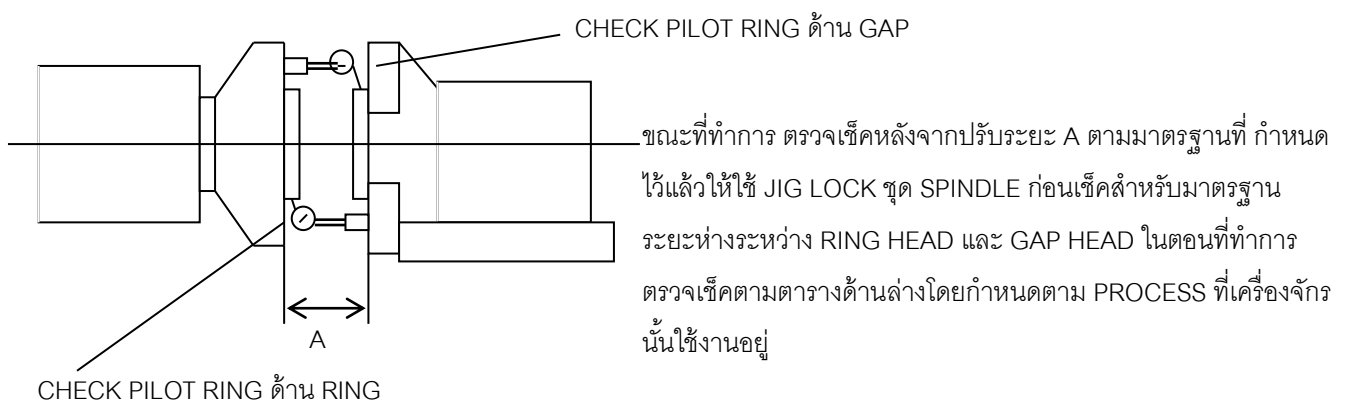 CHECK PILOT RING ด้าน GAP
ขณะที่ทำการ ตรวจเช็คหลังจากปรับระยะ A ตามมาตรฐานที่ กำหนด
ไว้แล้วให้ใช้ JIG LOCK ชุด SPINDLE ก่อนเช็คสำหรับมาตรฐาน
ระยะห่างระหว่าง RING HEAD และ GAP HEAD ในตอนที่ทำการ
ตรวจเช็คตามตารางด้านล่างโดยกำหนดตาม PROCESS ที่เครื่องจักร
นั้นใช้งานอยู่
A
CHECK PILOT RING ด้าน RING